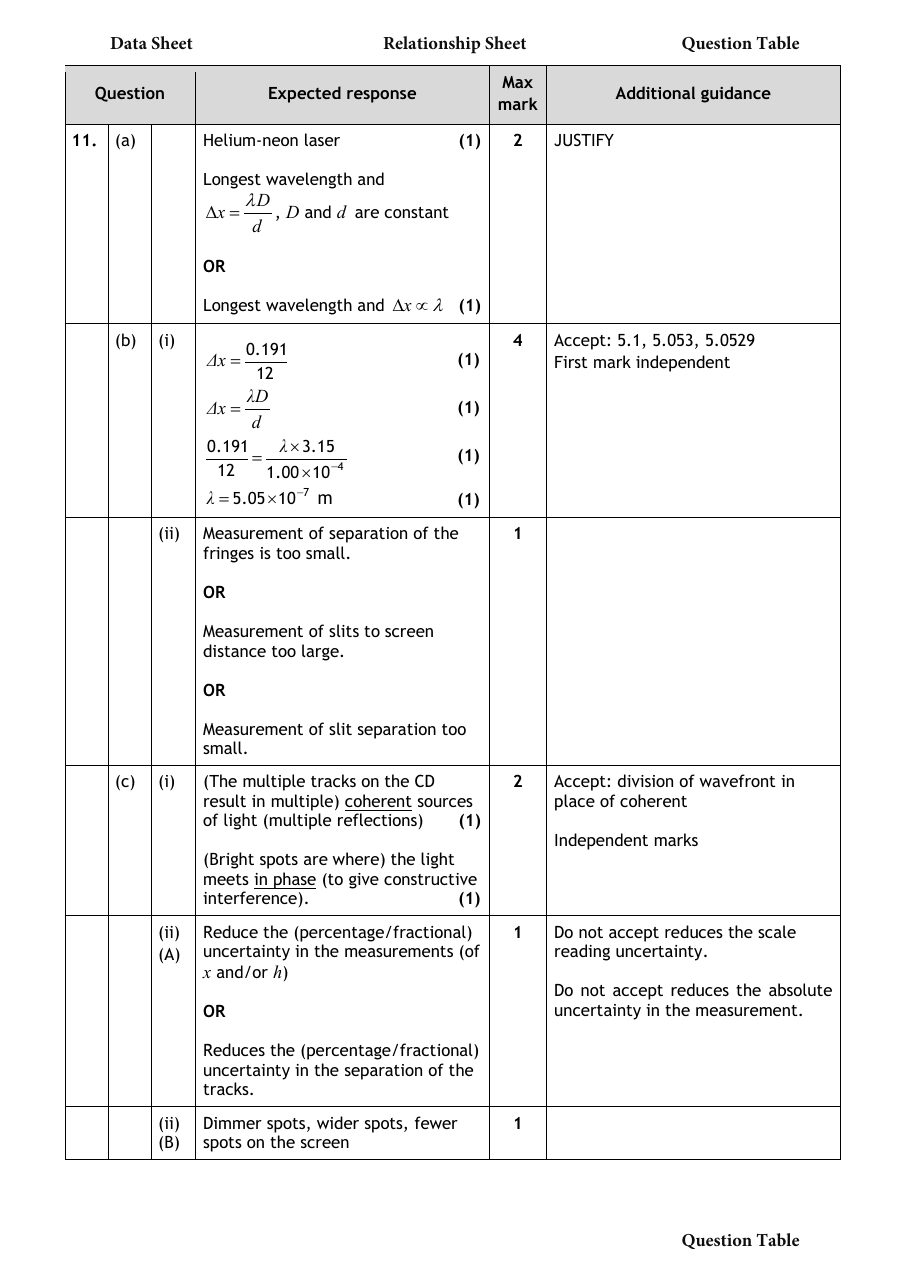 Data Sheet Relationship Sheet Question Table
Question Expected response Max mark Additional guidance
11. (a) Helium-neon laser (1) 2 JUSTIFY
Longest wavelength and
Δx = λD/d , D and d are constant
OR
Longest wavelength and Δx ∝ λ (1)
(b) (i) Δx = 0.191/12 (1) 4 Accept: 5.1, 5.053, 5.0529
First mark independent
Δx = λD/d (1)
0.191/12 = λ×3.15/1.00×10⁻⁴ (1)
λ = 5.05×10⁻⁷ m (1)
(ii) Measurement of separation of the 1
fringes is too small.
OR
Measurement of slits to screen
distance too large.
OR
Measurement of slit separation too
small.
(c) (i) (The multiple tracks on the CD 2 Accept: division of wavefront in
result in multiple) coherent sources place of coherent
of light (multiple reflections) (1)
Independent marks
(Bright spots are where) the light
meets in phase (to give constructive
interference). (1)
(ii) Reduce the (percentage/fractional) 1 Do not accept reduces the scale
(A) uncertainty in the measurements (of reading uncertainty.
x and/or h)
Do not accept reduces the absolute
OR uncertainty in the measurement.
Reduces the (percentage/fractional)
uncertainty in the separation of the
tracks.
(ii) Dimmer spots, wider spots, fewer 1
(B) spots on the screen
Question Table